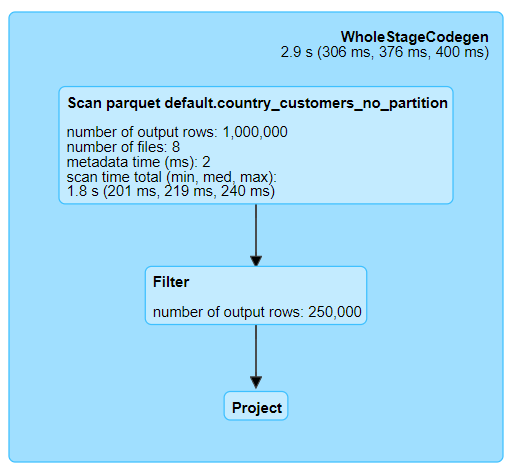 WholeStageCodegen
2.9 s (306 ms, 376 ms, 400 ms)
Scan parquet default.country_customers_no_partition
number of output rows: 1,000,000
number of files: 8
metadata time (ms): 2
scan time total (min, med, max):
1.8 s (201 ms, 219 ms, 240 ms)
Filter
number of output rows: 250,000
Project